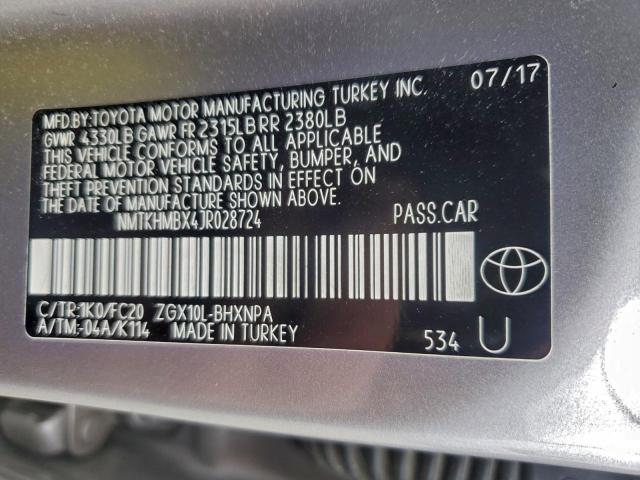 MFD.BY:TOYOTA MOTOR MANUFACTURING TURKEY INC. 07/17
GVWR 4330LB GAWR FR 2315LB RR 2380LB
THIS VEHICLE CONFORMS TO ALL APPLICABLE
FEDERAL MOTOR VEHICLE SAFETY, BUMPER, AND
THEFT PREVENTION STANDARDS IN EFFECT ON
THE DATE OF MANUFACTURE SHOWN ABOVE.
NMTKHMBX4JR028724 PASS.CAR
C/TR:1K0/FC20 ZGX10L-BHXNPA
A/TM:-04A/K114 MADE IN TURKEY
534 U